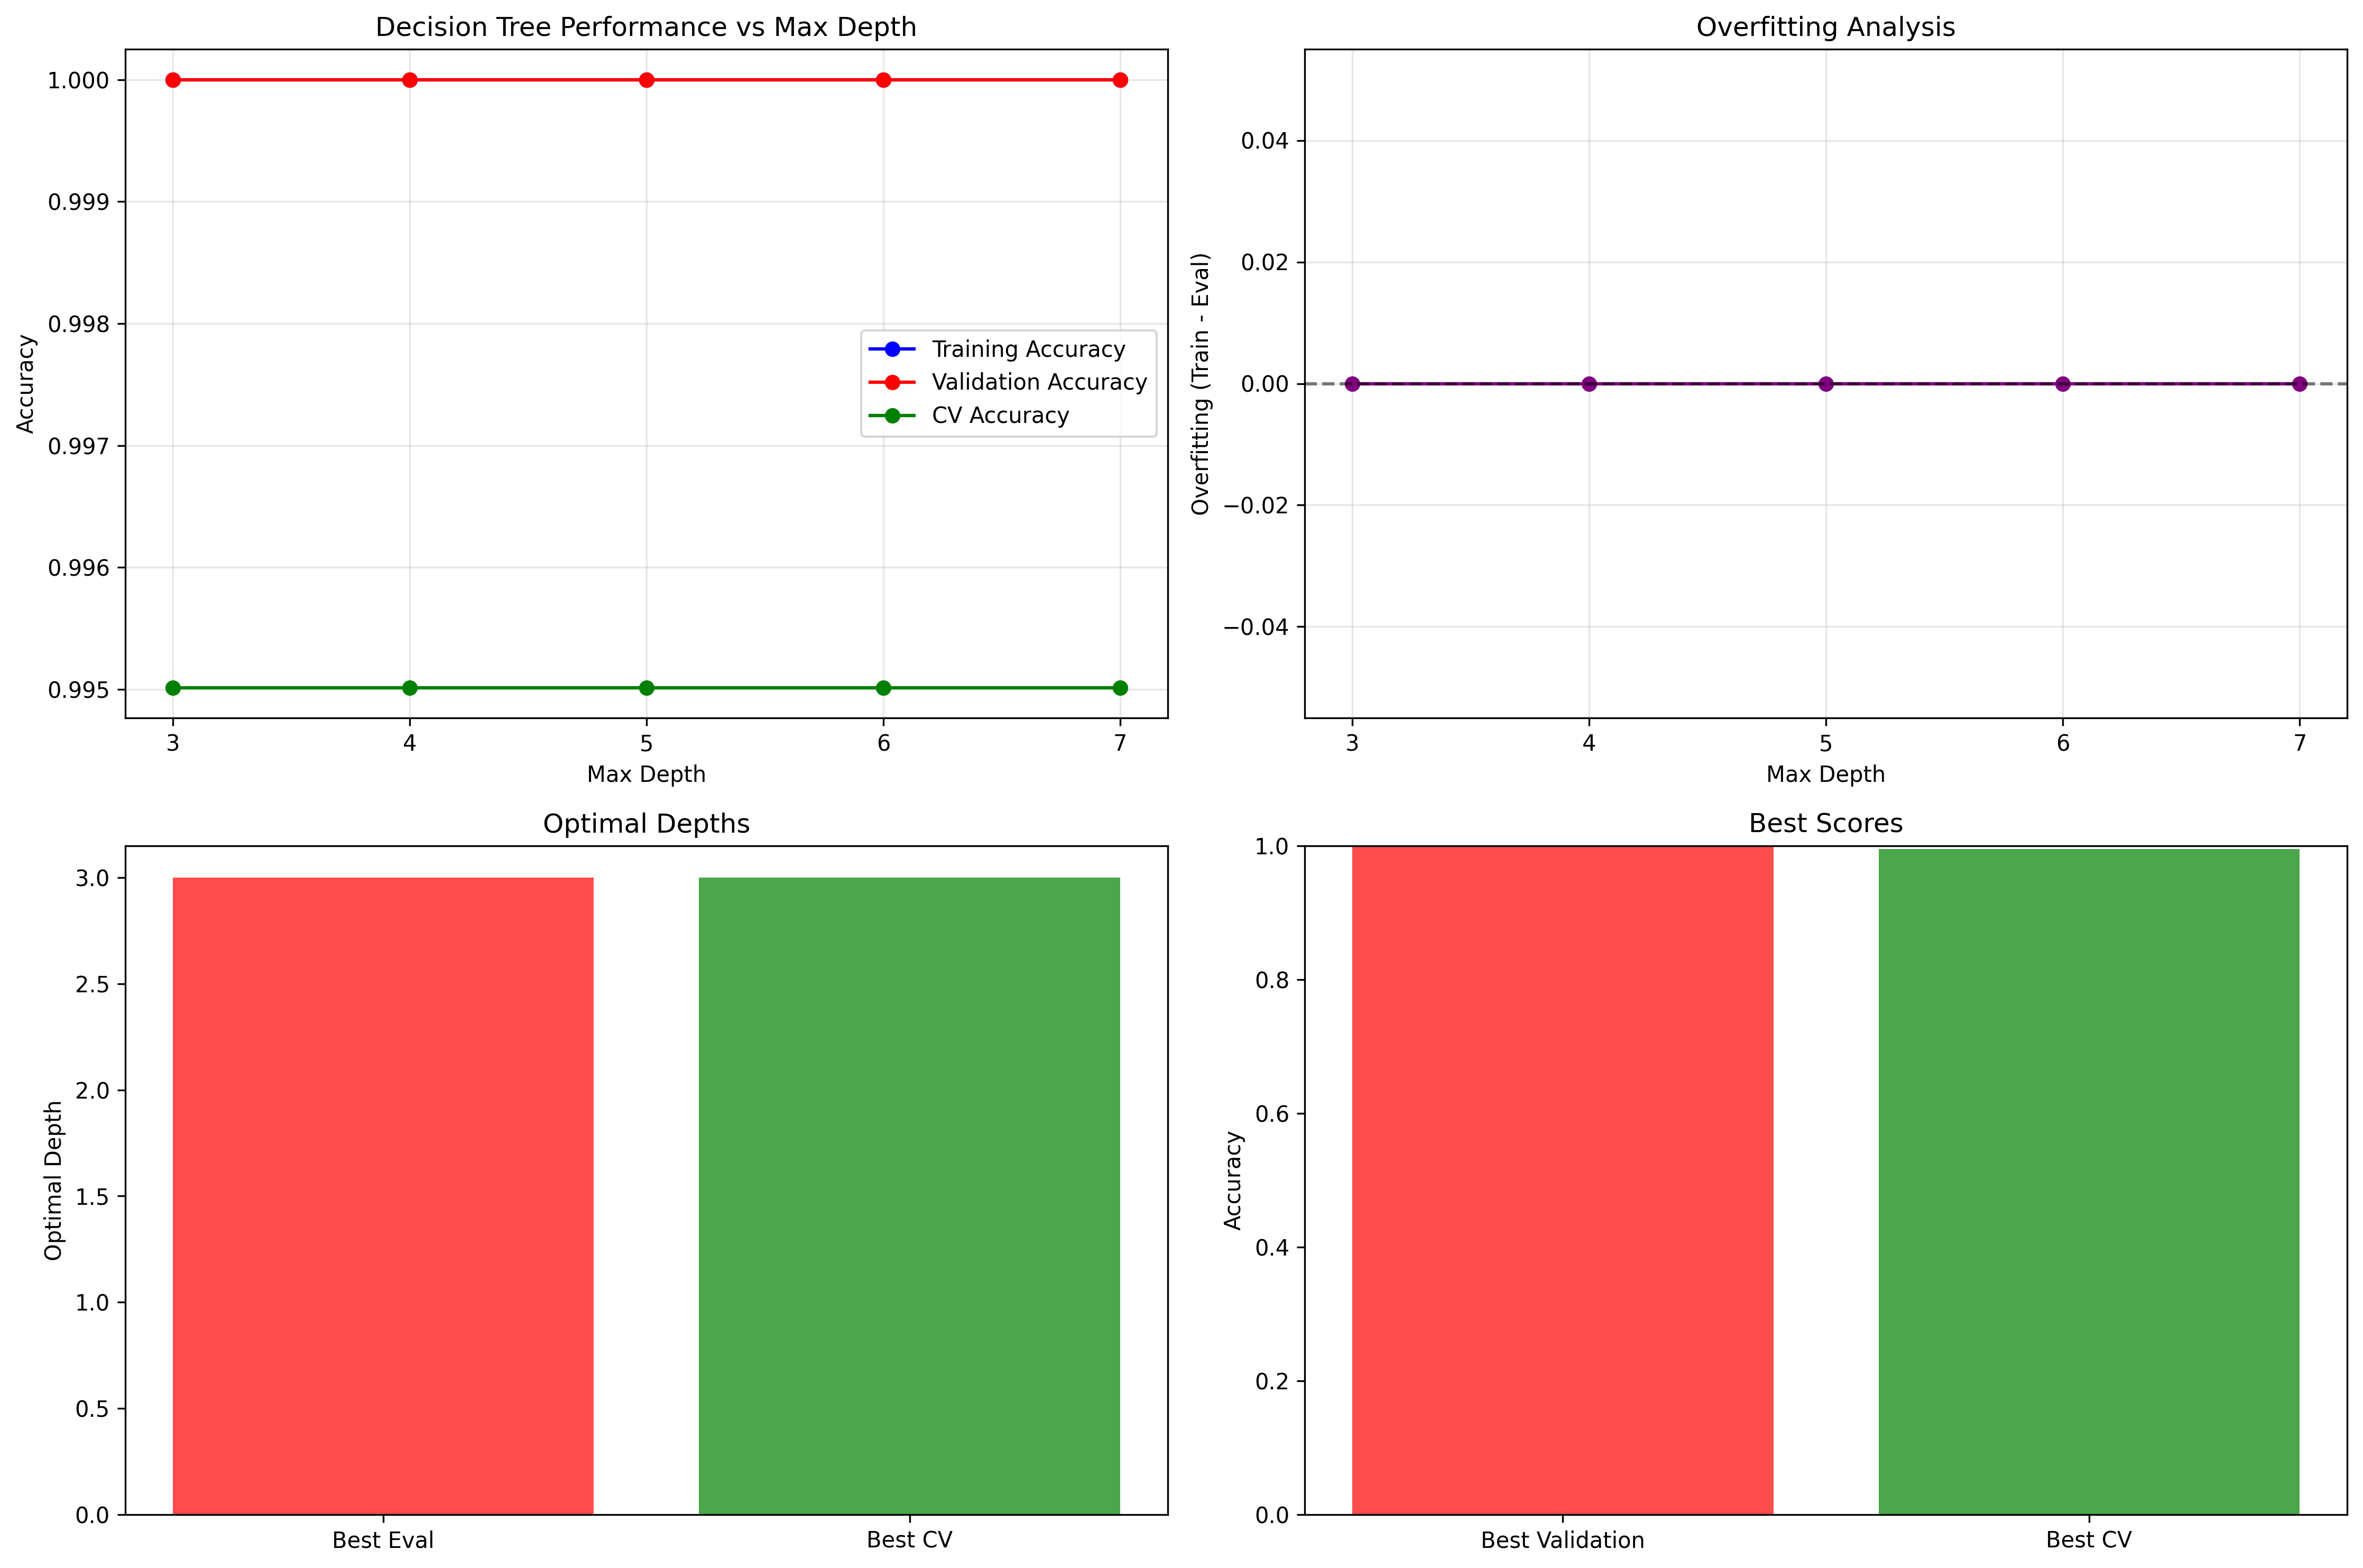 Decision Tree Performance vs Max Depth
Accuracy
1.000
0.999
0.998
0.997
0.996
0.995
Training Accuracy
Validation Accuracy
CV Accuracy
3 4 5 6 7
Max Depth
Overfitting Analysis
Overfitting (Train - Eval)
0.04
0.02
0.00
−0.02
−0.04
3 4 5 6 7
Max Depth
Optimal Depths
Optimal Depth
3.0
2.5
2.0
1.5
1.0
0.5
0.0
Best Eval Best CV
Best Scores
Accuracy
1.0
0.8
0.6
0.4
0.2
0.0
Best Validation Best CV